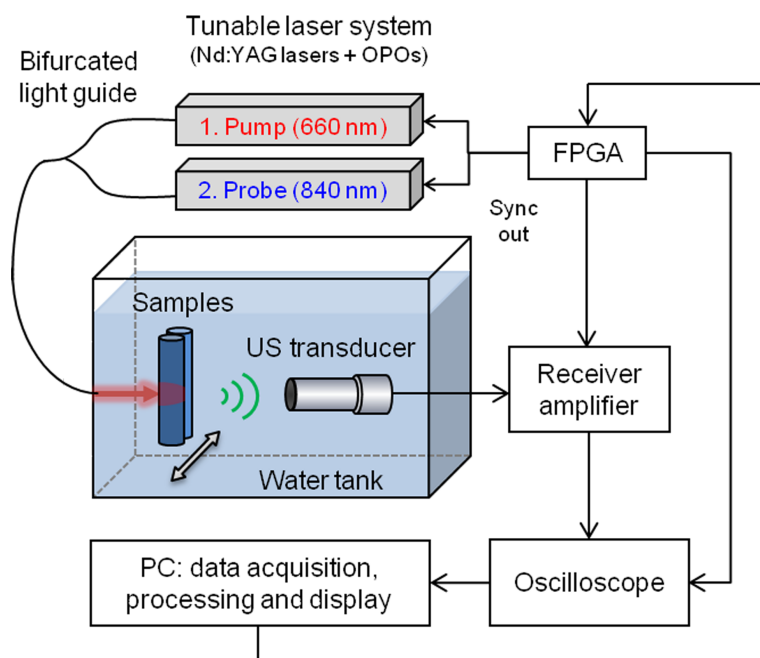 Tunable laser system
(Nd:YAG lasers + OPOs)
Bifurcated
light guide
1. Pump (660 nm)
2. Probe (840 nm)
FPGA
Sync
out
Samples
US transducer
Water tank
Receiver
amplifier
PC: data acquisition,
processing and display
Oscilloscope